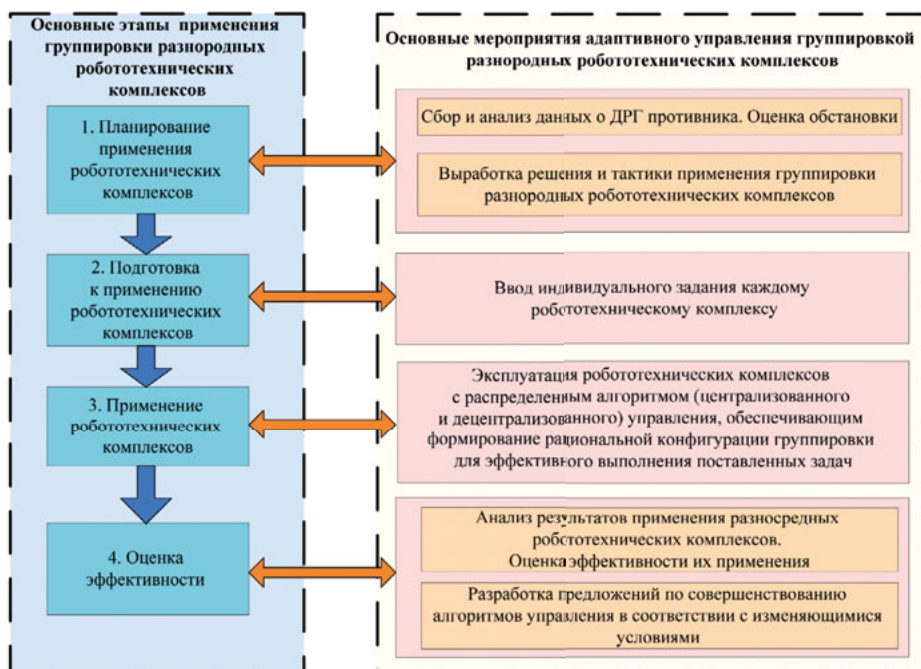 Основные этапы применения
группировки разнородных
робототехнических
комплексов
1. Планирование
применения
робототехнических
комплексов
2. Подготовка
к применению
робототехнических
комплексов
3. Применение
робототехнических
комплексов
4. Оценка
эффективности
Основные мероприятия адаптивного управления группировкой
разнородных робототехнических комплексов
Сбор и анализ данных о ДРГ противника. Оценка обстановки
Выработка решения и тактики применения группировки
разнородных робототехнических комплексов
Ввод индивидуального задания каждому
робототехническому комплексу
Эксплуатация робототехнических комплексов
с распределенным алгоритмом (централизованного
и децентрализованного) управления, обеспечивающим
формирование рациональной конфигурации группировки
для эффективного выполнения поставленных задач
Анализ результатов применения разносредных
робототехнических комплексов.
Оценка эффективности их применения
Разработка предложений по совершенствованию
алгоритмов управления в соответствии с изменяющимися
условиями